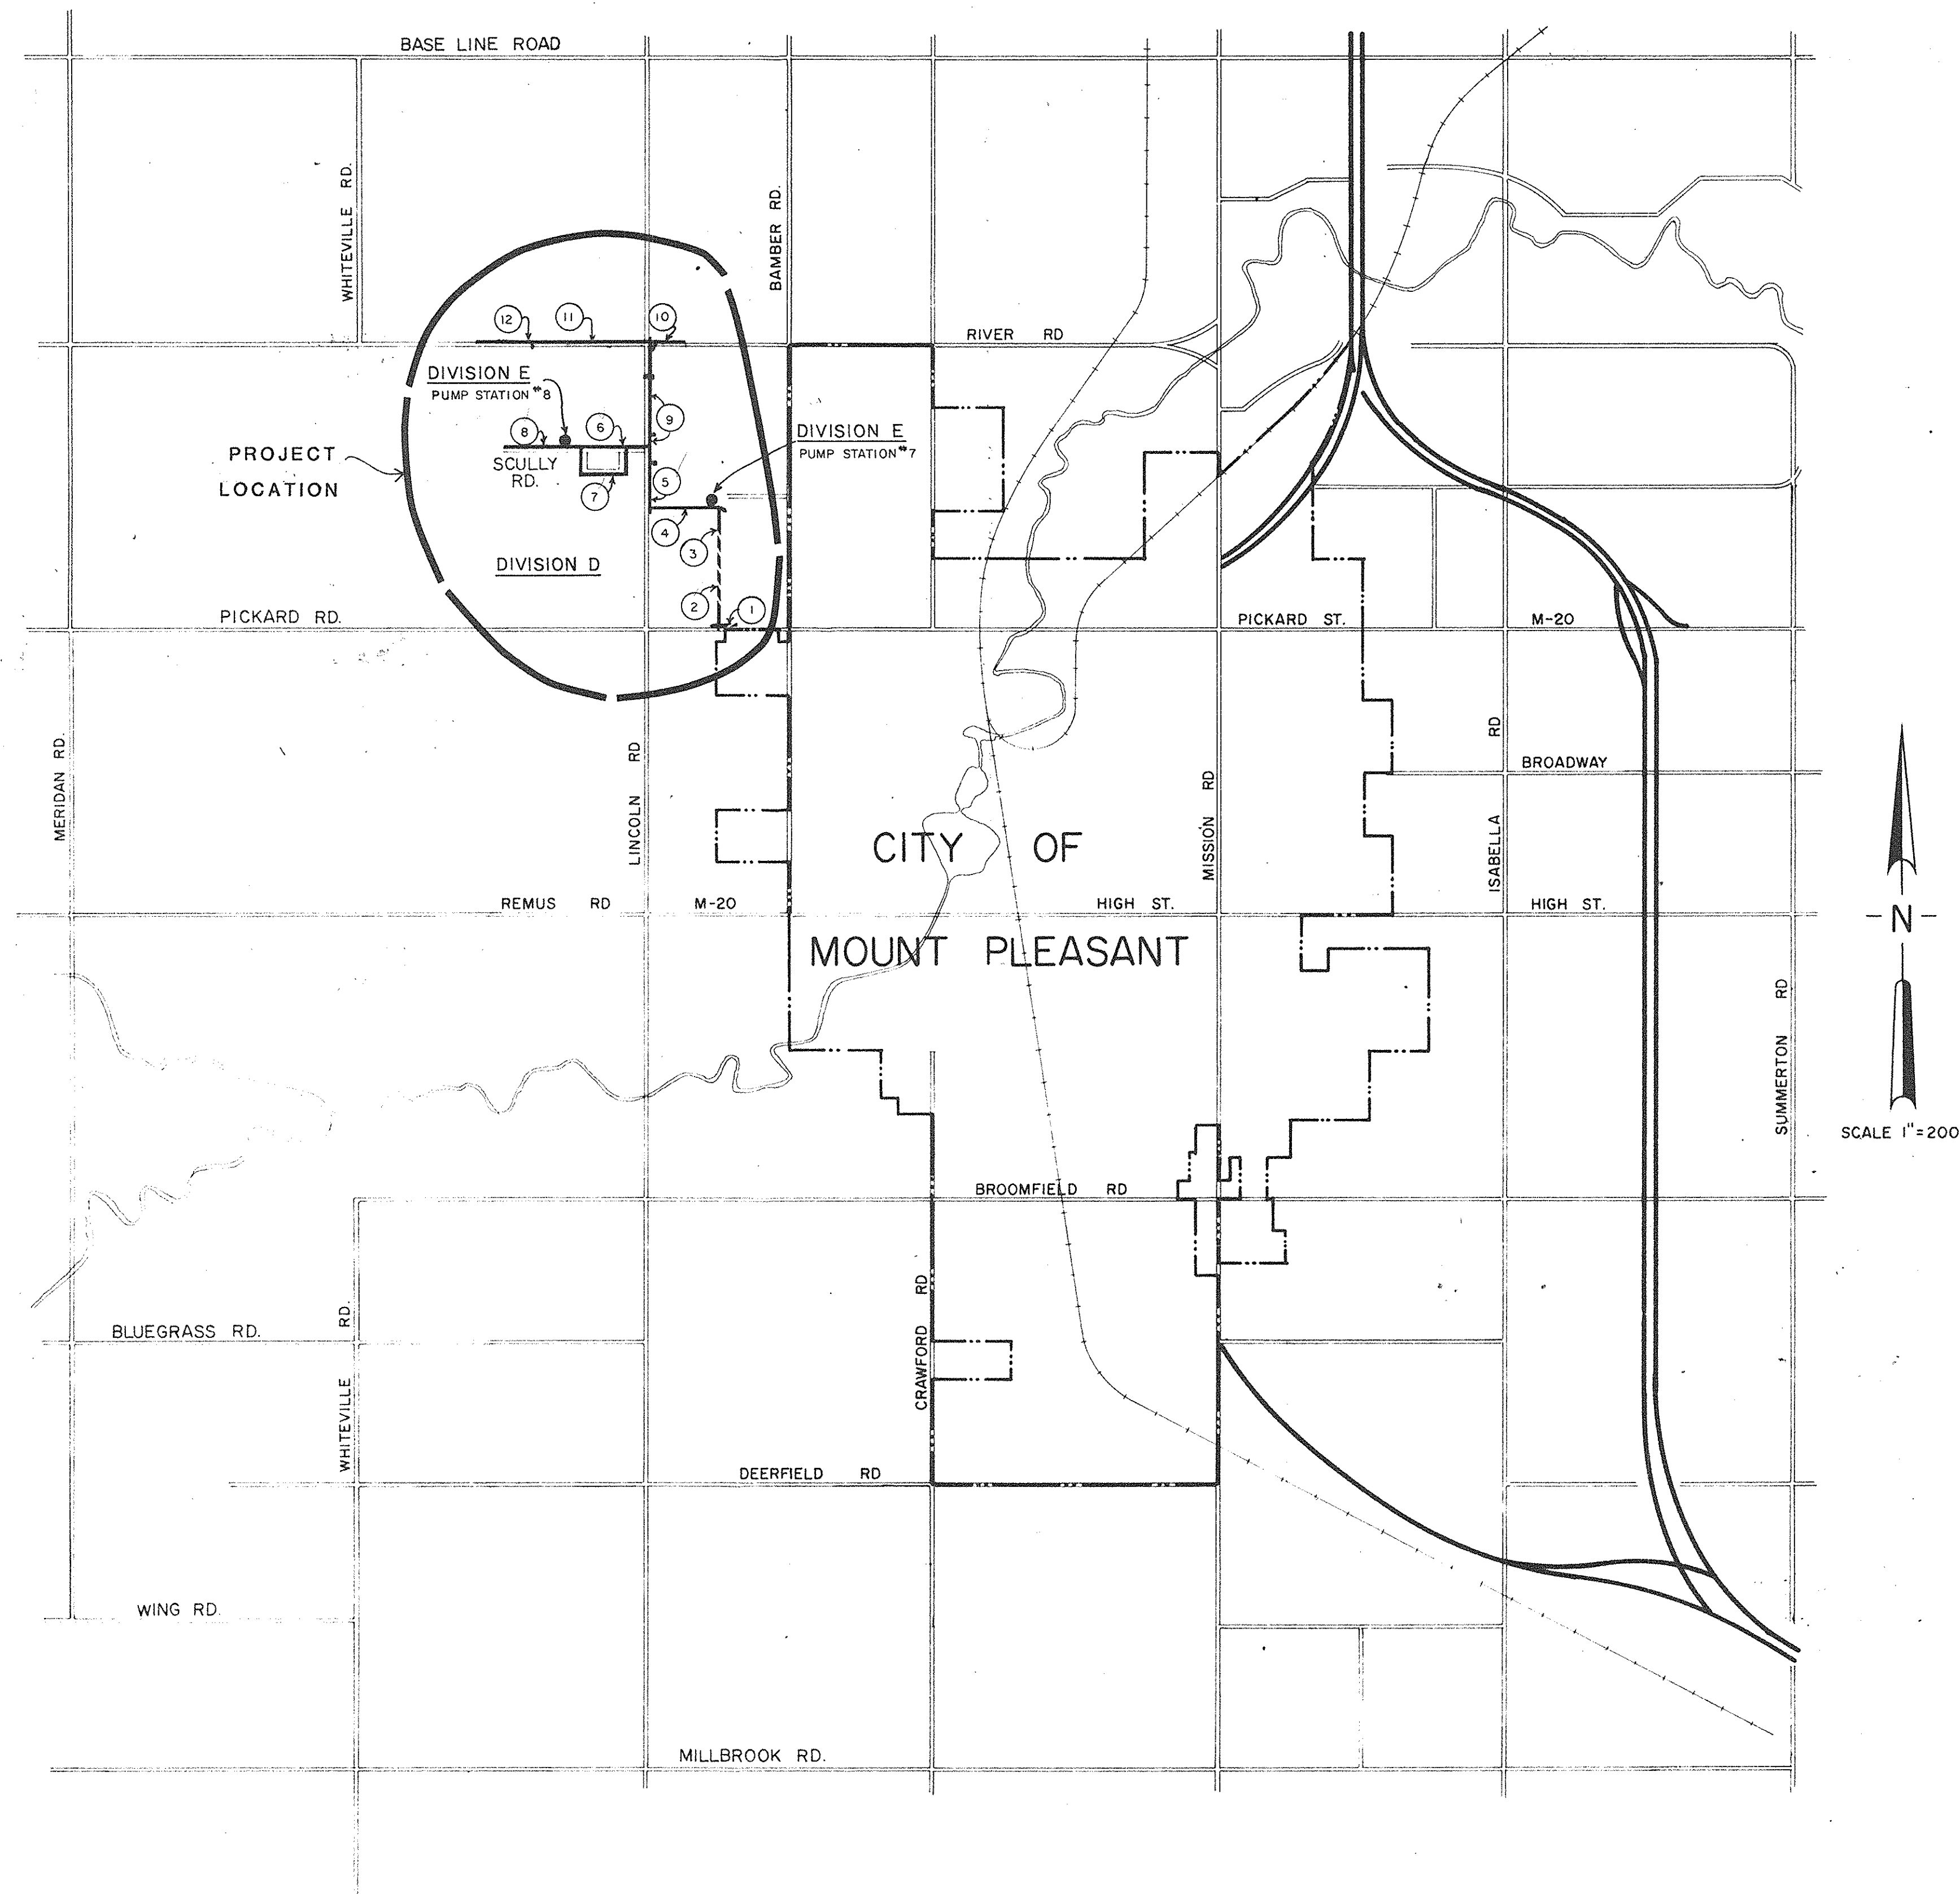 BASE LINE ROAD
WHITEVILLE RD.
BAMBER RD.
12
11
10
RIVER RD
DIVISION E
PUMP STATION #8
8
6
9
DIVISION E
PUMP STATION #7
PROJECT
LOCATION
SCULLY
RD.
7
5
4
3
DIVISION D
2
1
PICKARD RD.
PICKARD ST.
M-20
MERIDAN RD.
LINCOLN RD
MISSION RD
ISABELLA RD
BROADWAY
CITY OF
REMUS RD
M-20
HIGH ST.
HIGH ST.
MOUNT PLEASANT
N
SUMMERTON RD
SCALE 1"=200
BROOMFIELD RD
BLUEGRASS RD.
WHITEVILLE RD.
CRAWFORD RD
DEERFIELD RD
WING RD.
MILLBROOK RD.